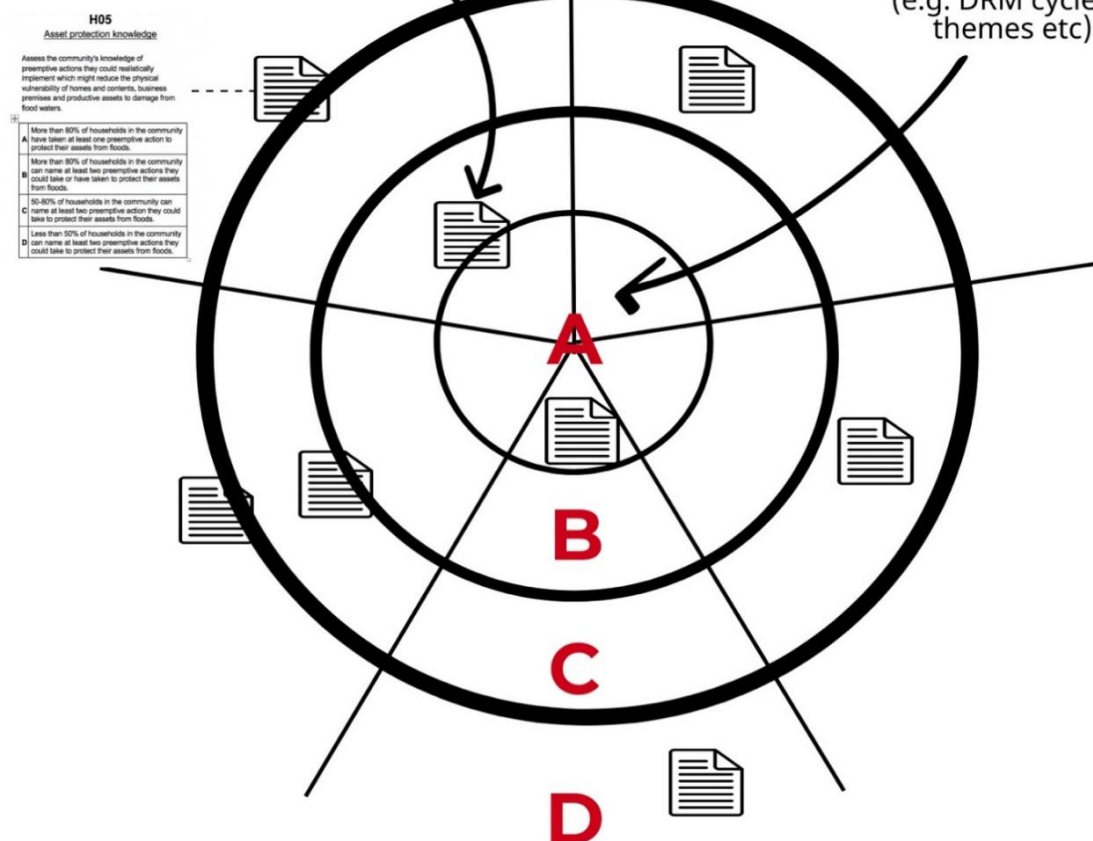 H05
Asset protection knowledge
Assess the community's knowledge of
preemptive actions they could realistically
implement which might reduce the physical
vulnerability of homes and contents, business
premises and productive assets to damage from
flood waters.
A More than 80% of households in the community
have taken at least one preemptive action to
protect their assets from floods.
B More than 80% of households in the community
can name at least two preemptive actions they
could take or have taken to protect their assets
from floods.
C 50-80% of households in the community can
name at least two preemptive action they could
take to protect their assets from floods.
D Less than 50% of households in the community
can name at least two preemptive actions they
could take to protect their assets from floods.
(e.g. DRM cycle
themes etc)
A
B
C
D